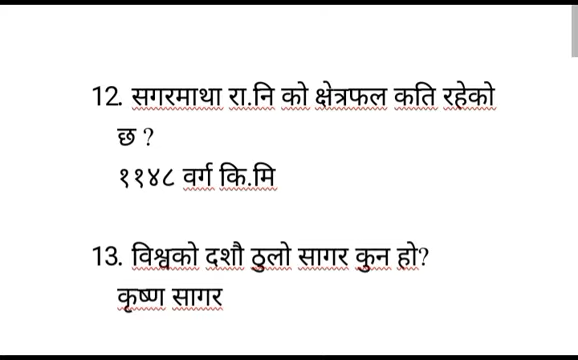 12. सगरमाथा रा.नि को क्षेत्रफल कति रहेको
छ ?
११४८ वर्ग कि.मि
13. विश्वको दशौ ठुलो सागर कुन हो?
कृष्ण सागर